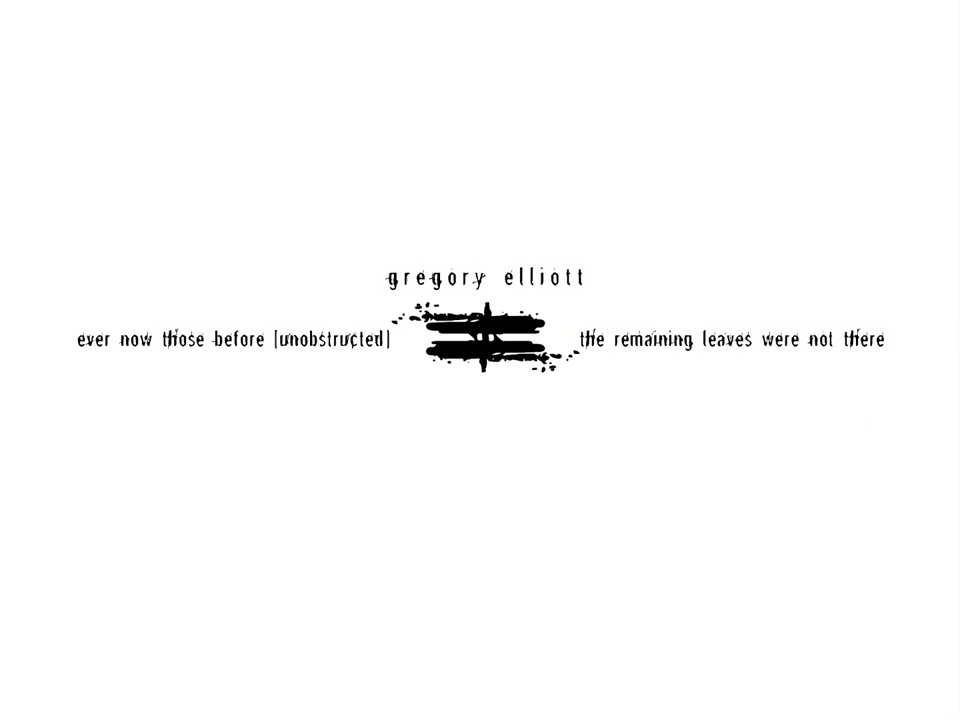 gregory elliott
ever now those before [unobstructed] the remaining leaves were not there